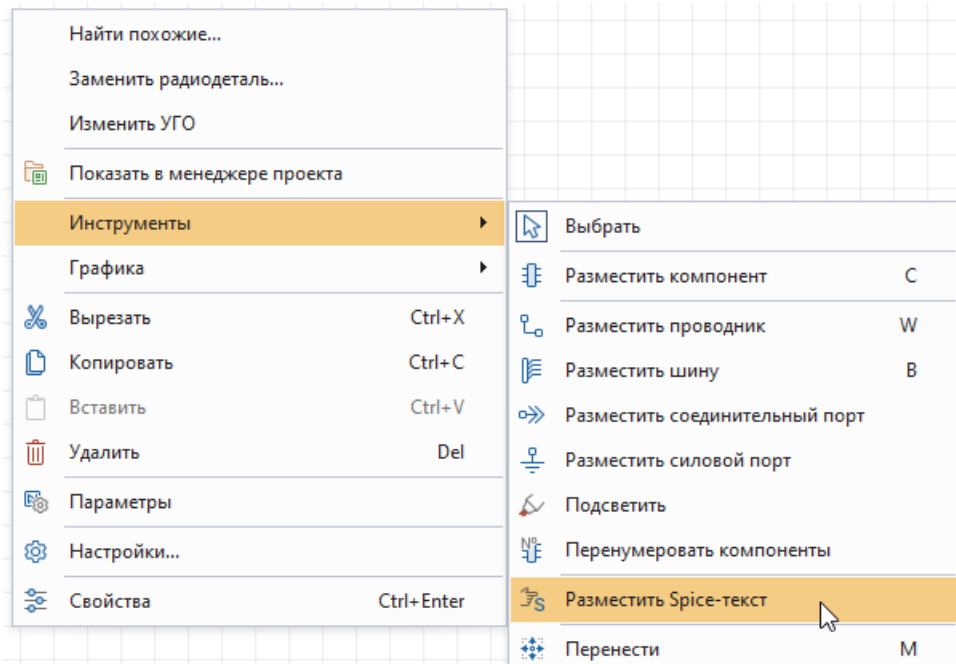 Найти похожие...
Заменить радиодеталь...
Изменить УГО
Показать в менеджере проекта
Инструменты
Графика
Вырезать Ctrl+X
Копировать Ctrl+C
Вставить Ctrl+V
Удалить Del
Параметры
Настройки...
Свойства Ctrl+Enter
Выбрать
Разместить компонент C
Разместить проводник W
Разместить шину B
Разместить соединительный порт
Разместить силовой порт
Подсветить
Перенумеровать компоненты
Разместить Spice-текст
Перенести M